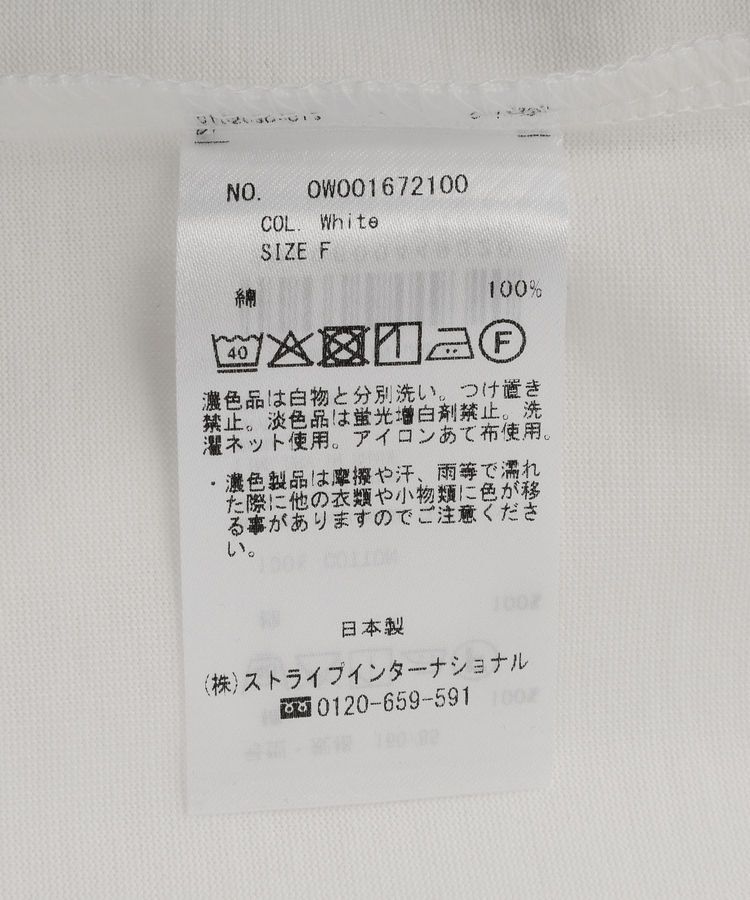 NO. OW001672100
COL. White
SIZE F
綿 100%
40
F
濃色品は白物と分別洗い。つけ置き
禁止。淡色品は蛍光増白剤禁止。洗
濯ネット使用。アイロンあて布使用。
・濃色製品は摩擦や汗、雨等で濡れ
た際に他の衣類や小物類に色が移
る事がありますのでご注意くださ
い。
日本製
(株)ストライプインターナショナル
0120-659-591